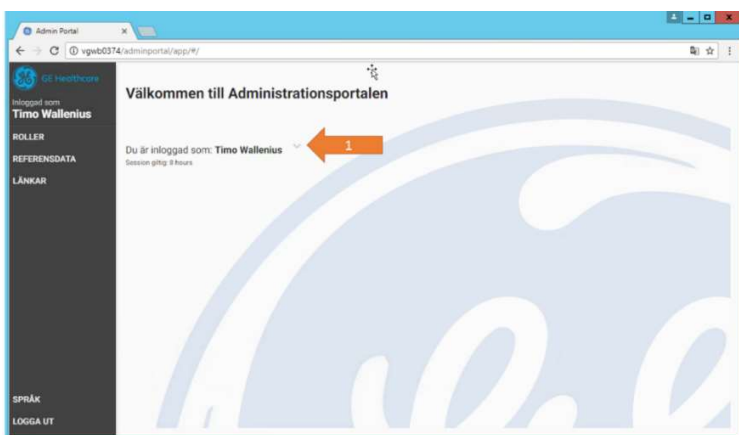 Admin Portal
vgwb0374/adminportal/app/#/
GE Healthcare
Inloggad som
Timo Wallenius
ROLLER
REFERENSDATA
LÄNKAR
SPRÅK
LOGGA UT
Välkommen till Administrationsportalen
Du är inloggad som: Timo Wallenius
1
Session giltig: 8 hours